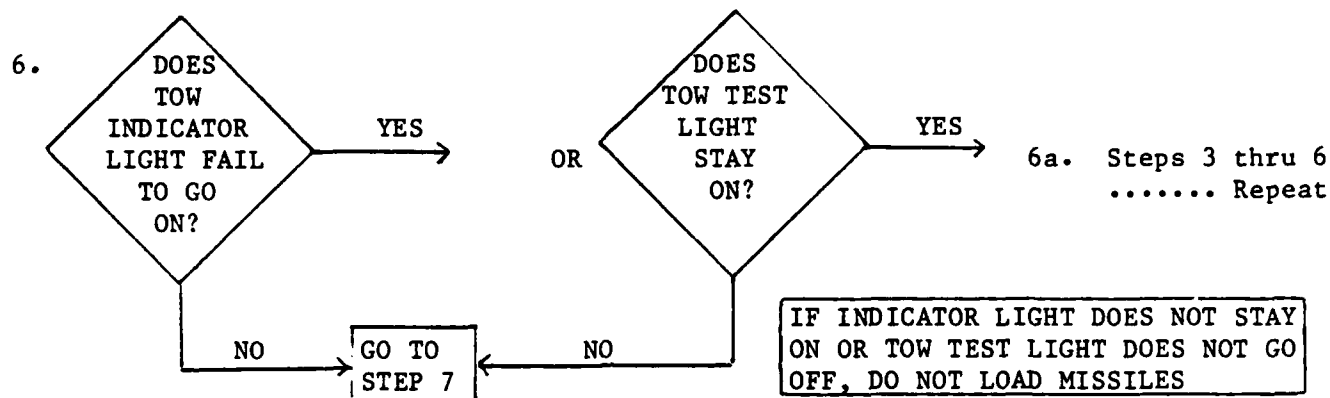 6.
DOES
TOW
INDICATOR
LIGHT FAIL
TO GO
ON?
YES
OR
DOES
TOW TEST
LIGHT
STAY
ON?
YES
6a. Steps 3 thru 6
....... Repeat
NO
GO TO
STEP 7
NO
IF INDICATOR LIGHT DOES NOT STAY
ON OR TOW TEST LIGHT DOES NOT GO
OFF, DO NOT LOAD MISSILES